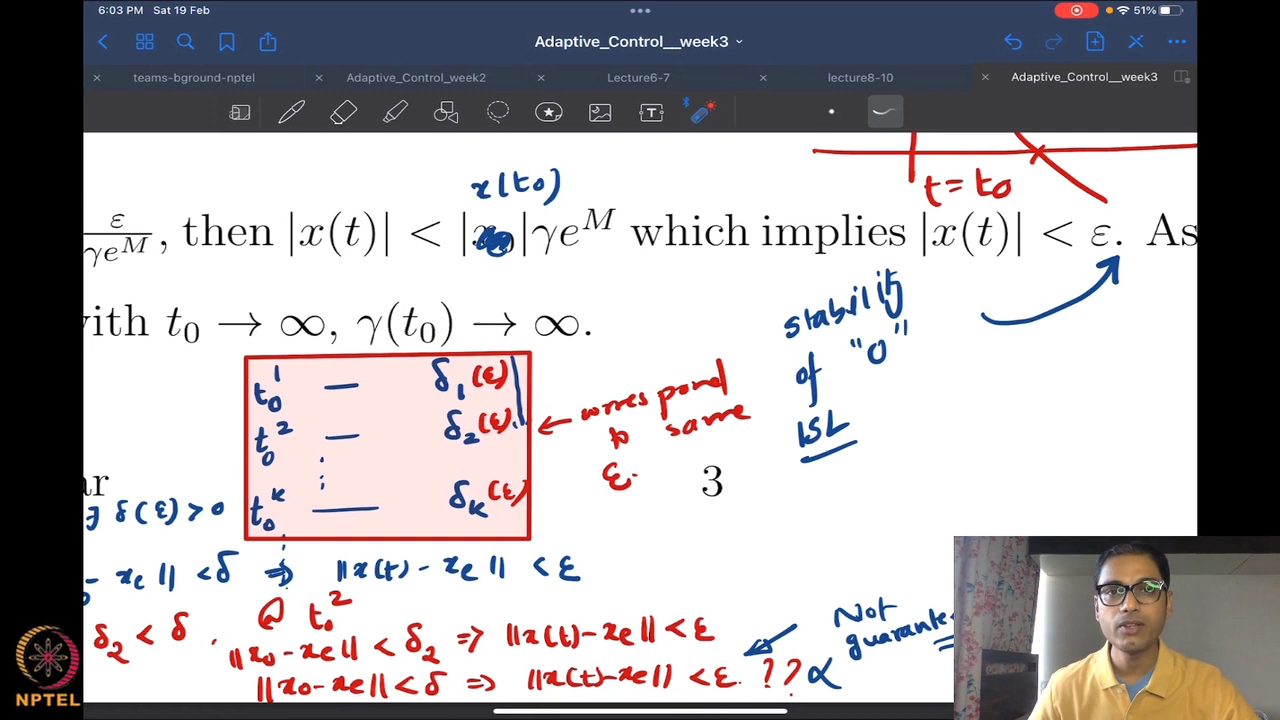 6:03 PM Sat 19 Feb
51%
Adaptive_Control__week3
teams-bground-nptel
Adaptive_Control_week2
Lecture6-7
lecture8-10
Adaptive_Control__week3
t = t₀
x(t₀)
ε/γe^M, then |x(t)| < | |γe^M which implies |x(t)| < ε. As
with t₀ → ∞, γ(t₀) → ∞.
stability
of "0"
ISL
t₀¹ — δ₁(ε)
t₀² — δ₂(ε)
⋮
t₀ᵏ — δₖ(ε)
← correspond
to same
ε.
3
ar
δ(ε) > 0
- xₑ || < δ ⇒ ||x(t) - xₑ || < ε
δ₂ < δ. @ t₀²
||x₀ - xₑ|| < δ₂ ⇒ ||x(t) - xₑ|| < ε
||x₀ - xₑ|| < δ ⇒ ||x(t) - xₑ|| < ε. ??
Not
guarante
NPTEL